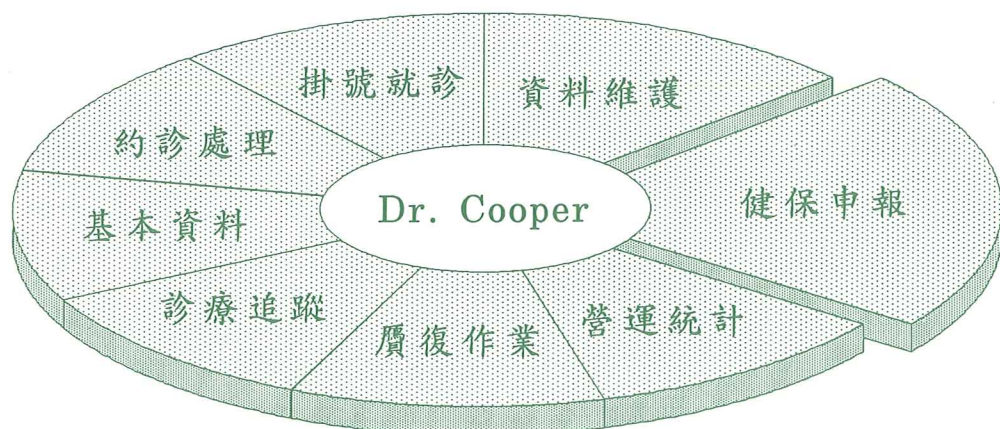 掛號就診
資料維護
約診處理
健保申報
基本資料
Dr. Cooper
診療追蹤
贗復作業
營運統計